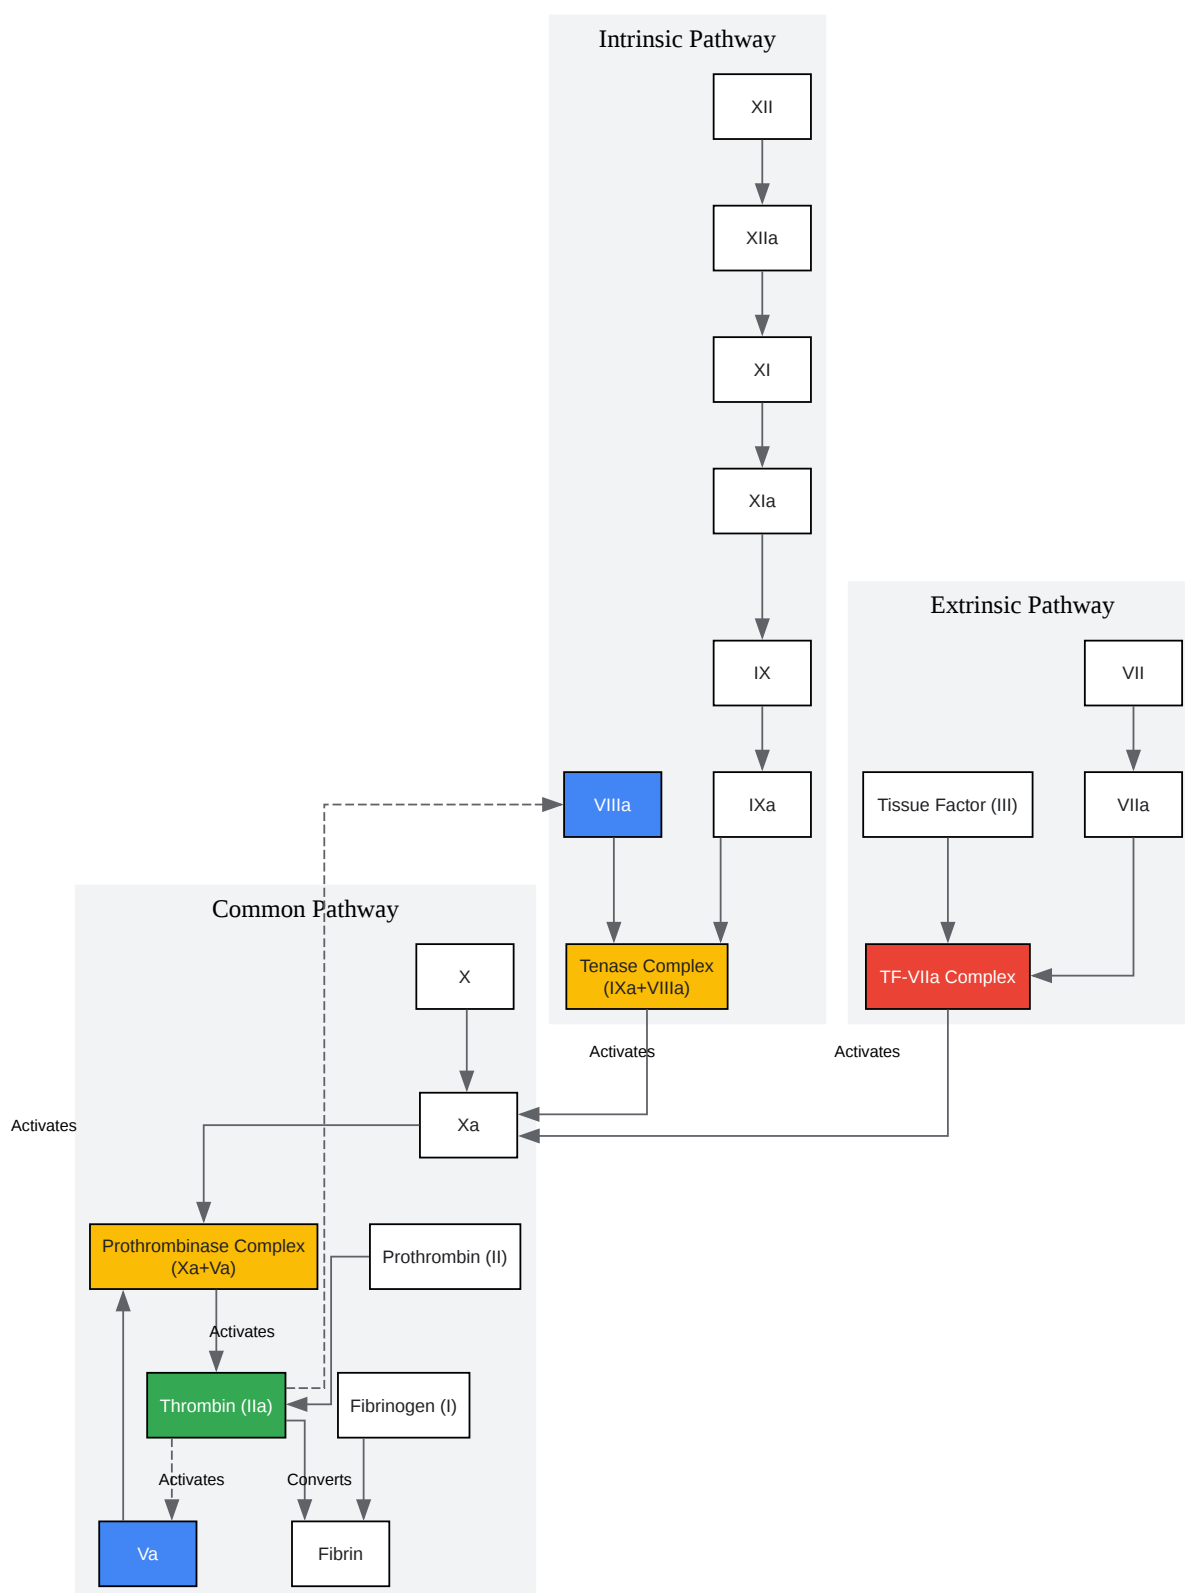 Intrinsic Pathway
XII
XIIa
XI
XIa
Extrinsic Pathway
IX
VII
VIIIa
IXa
Tissue Factor (III)
VIIa
Common Pathway
X
Tenase Complex
(IXa+VIIIa)
TF-VIIa Complex
Activates
Activates
Activates
Xa
Prothrombinase Complex
(Xa+Va)
Prothrombin (II)
Activates
Thrombin (IIa)
Fibrinogen (I)
Activates
Converts
Va
Fibrin